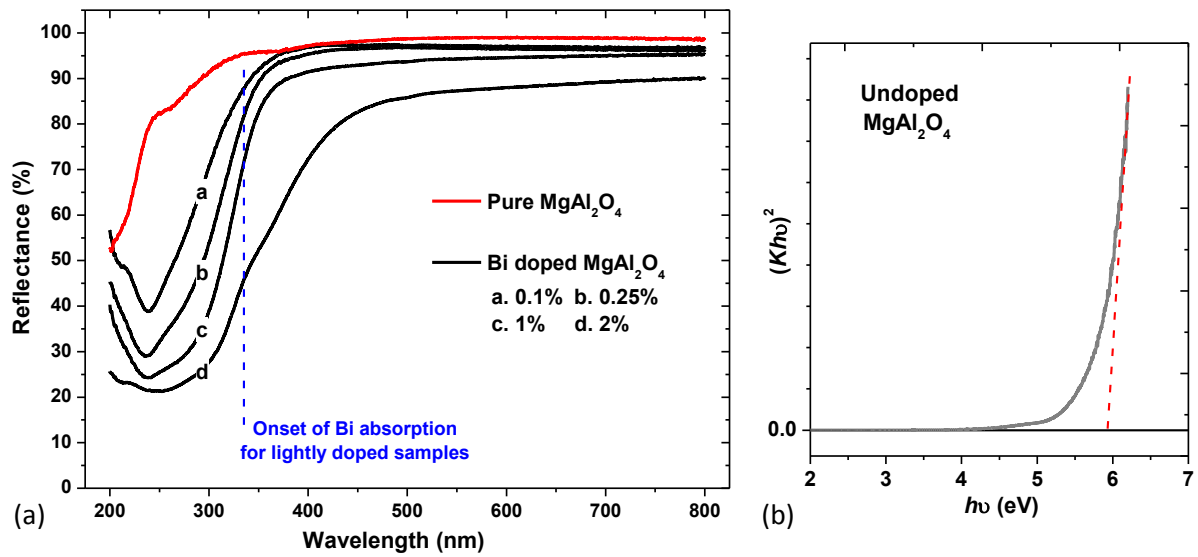 100
90
80
70
60
50
40
30
20
10
0
Reflectance (%)
a
b
c
d
Pure MgAl₂O₄
Bi doped MgAl₂O₄
a. 0.1% b. 0.25%
c. 1% d. 2%
Onset of Bi absorption
for lightly doped samples
200 300 400 500 600 700 800
Wavelength (nm)
(a)
Undoped
MgAl₂O₄
(Khυ)²
0.0
2 3 4 5 6 7
hυ (eV)
(b)